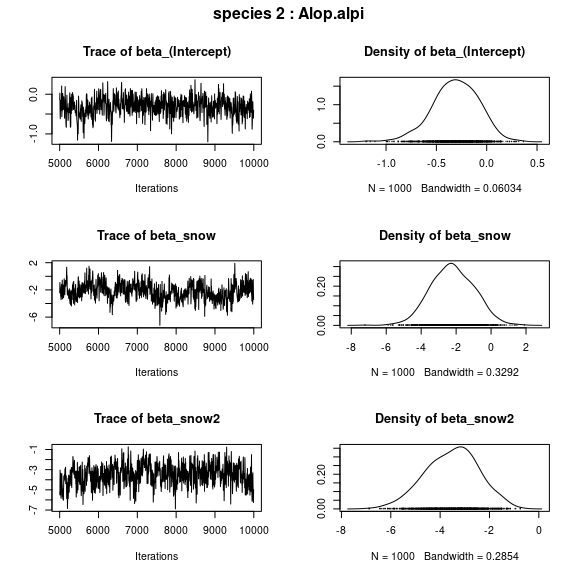 species 2 : Alop.alpi
Trace of beta_(Intercept)
0.0
-1.0
5000 6000 7000 8000 9000 10000
Iterations
Density of beta_(Intercept)
1.0
0.0
-1.0 -0.5 0.0 0.5
N = 1000 Bandwidth = 0.06034
Trace of beta_snow
2
-2
-6
5000 6000 7000 8000 9000 10000
Iterations
Density of beta_snow
0.20
0.00
-8 -6 -4 -2 0 2
N = 1000 Bandwidth = 0.3292
Trace of beta_snow2
-1
-3
-5
-7
5000 6000 7000 8000 9000 10000
Iterations
Density of beta_snow2
0.20
0.00
-8 -6 -4 -2 0
N = 1000 Bandwidth = 0.2854